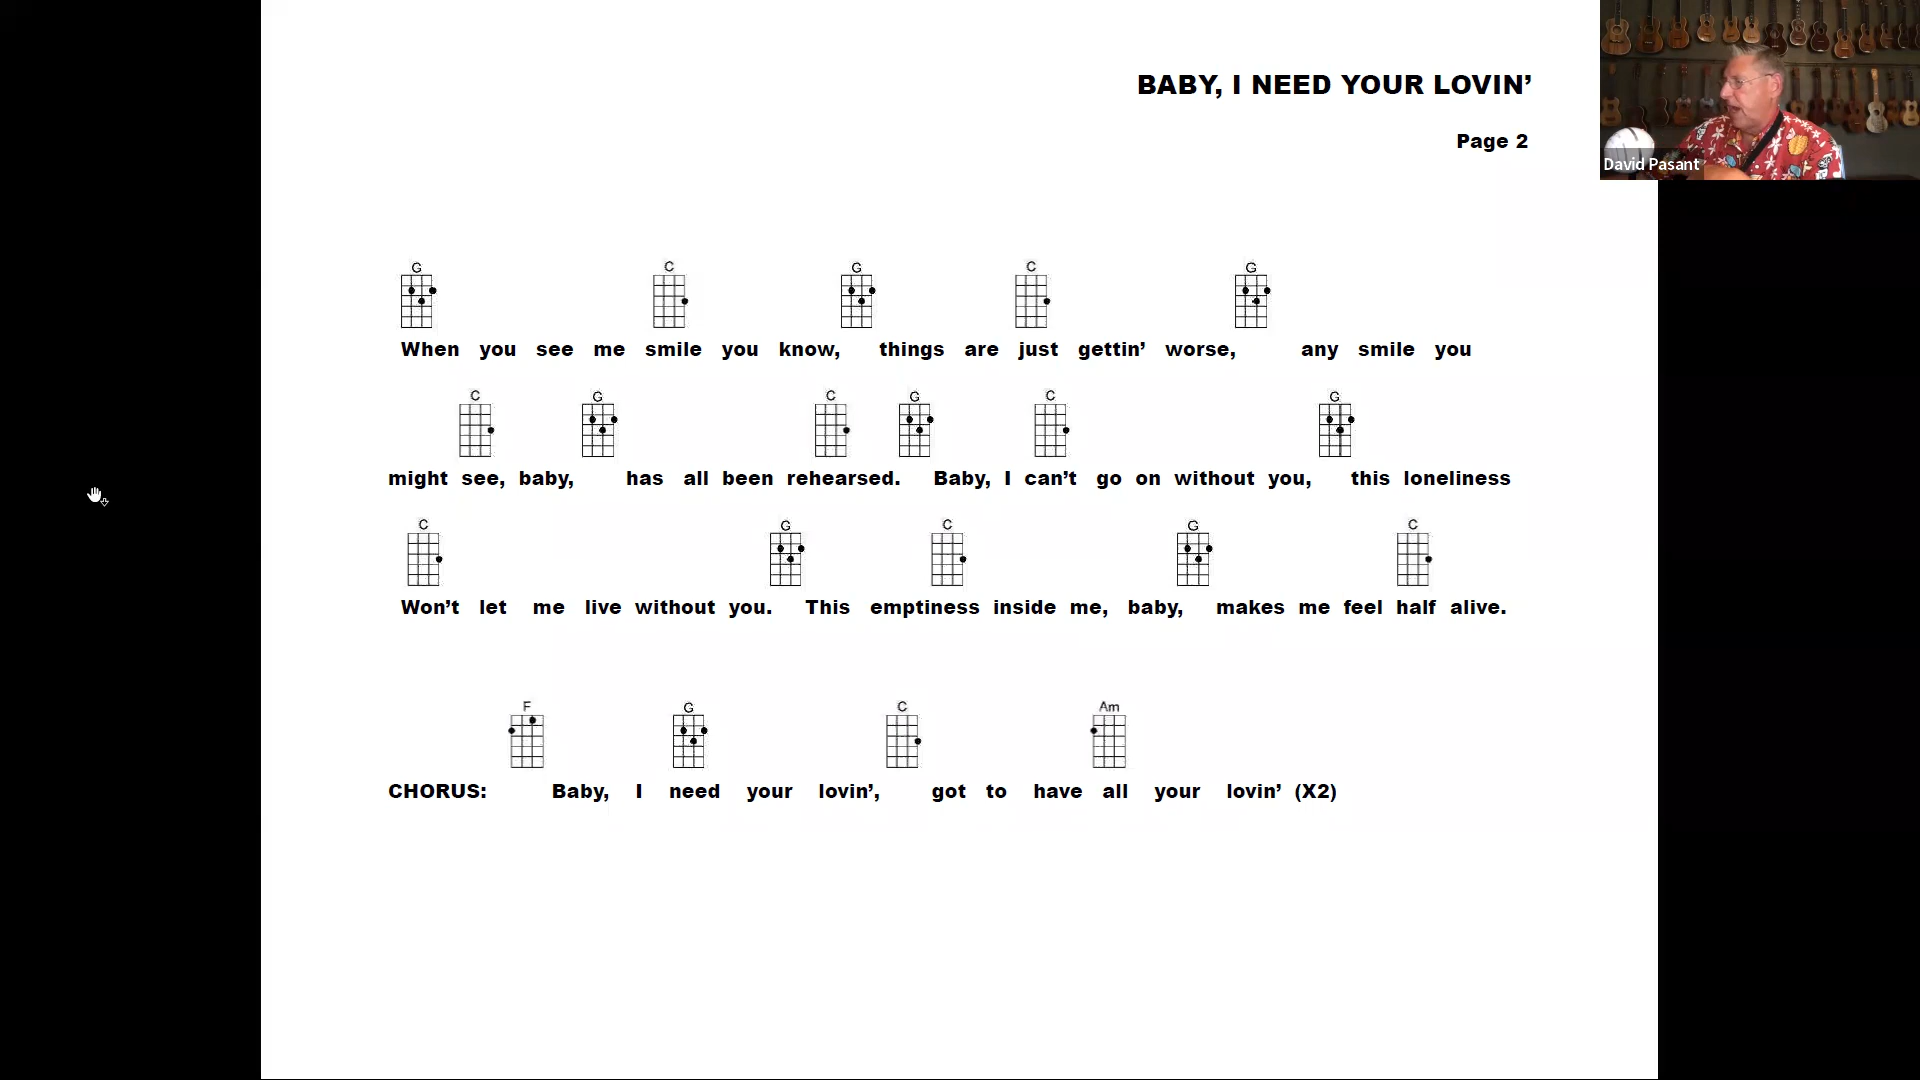 BABY, I NEED YOUR LOVIN’
Page 2
David Pasant
G C G C G
When you see me smile you know, things are just gettin’ worse, any smile you
C G C G C G
might see, baby, has all been rehearsed. Baby, I can’t go on without you, this loneliness
C G C G C
Won’t let me live without you. This emptiness inside me, baby, makes me feel half alive.
F G C Am
CHORUS: Baby, I need your lovin’, got to have all your lovin’ (X2)